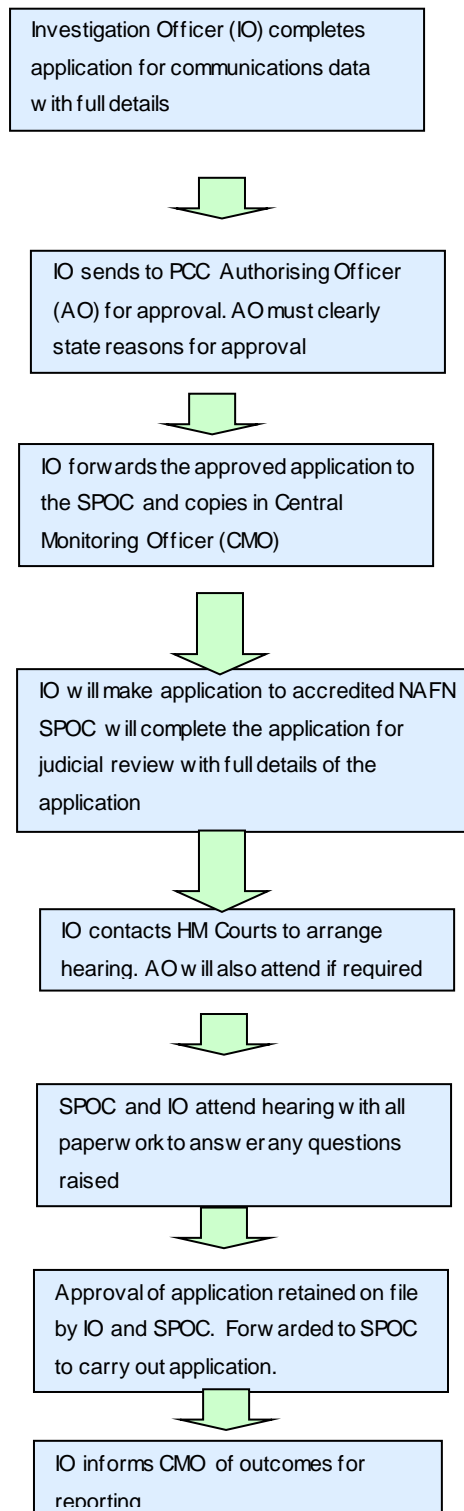 Investigation Officer (IO) completes
application for communications data
with full details
IO sends to PCC Authorising Officer
(AO) for approval. AO must clearly
state reasons for approval
IO forwards the approved application to
the SPOC and copies in Central
Monitoring Officer (CMO)
IO will make application to accredited NAFN
SPOC will complete the application for
judicial review with full details of the
application
IO contacts HM Courts to arrange
hearing. AO will also attend if required
SPOC and IO attend hearing with all
paperwork to answer any questions
raised
Approval of application retained on file
by IO and SPOC. Forwarded to SPOC
to carry out application.
IO informs CMO of outcomes for
reporting